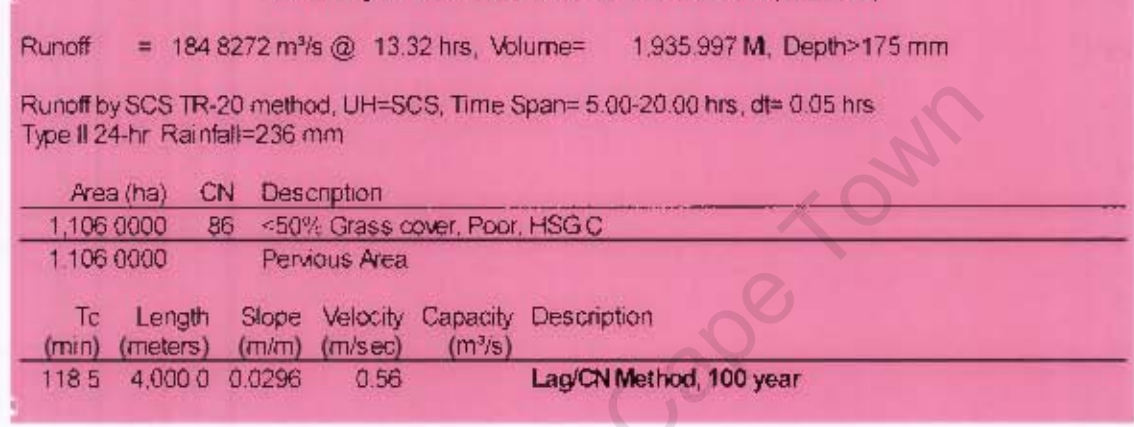 Runoff = 184 8272 m³/s @ 13.32 hrs, Volume= 1,935.997 Ml, Depth>175 mm
Runoff by SCS TR-20 method, UH=SCS, Time Span= 5.00-20.00 hrs, dt= 0.05 hrs
Type II 24-hr Rainfall=236 mm
Area (ha) CN Description
1,106 0000 86 <50% Grass cover, Poor, HSG C
1.106 0000 Pervious Area
Tc Length Slope Velocity Capacity Description
(min) (meters) (m/m) (m/sec) (m³/s)
118 5 4,000 0 0.0296 0.56 Lag/CN Method, 100 year
Cape Town